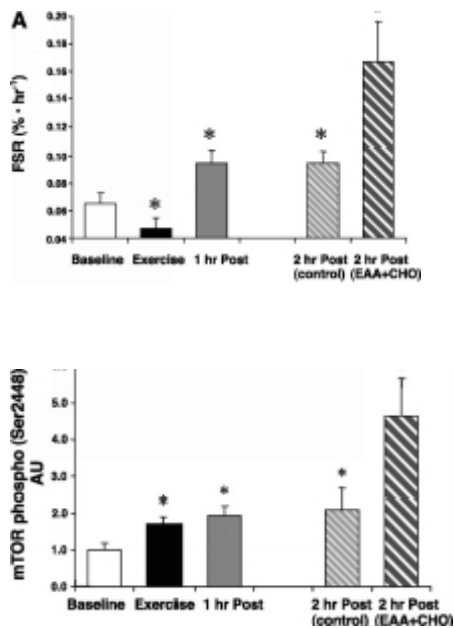 A
FSR (% · hr⁻¹)
0.20
0.18
0.16
0.14
0.12
0.10
0.08
0.06
0.04
*
*
*
Baseline Exercise 1 hr Post 2 hr Post 2 hr Post
(control) (EAA+CHO)
mTOR phospho (Ser2448)
AU
5.0
4.0
3.0
2.0
1.0
0.0
*
*
*
Baseline Exercise 1 hr Post 2 hr Post 2 hr Post
(control) (EAA+CHO)